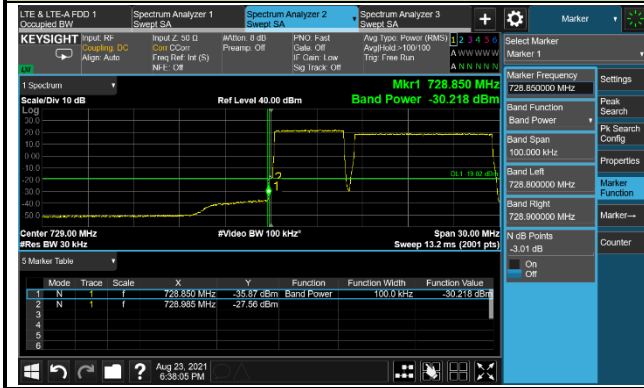 LTE & LTE-A FDD 1
Occupied BW
Spectrum Analyzer 1
Swept SA
Spectrum Analyzer 2
Swept SA
Spectrum Analyzer 3
Swept SA
+
Marker
KEYSIGHT
Input: RF
Coupling: DC
Align: Auto
Input Z: 50 Ω
Corr CCorr
Freq Ref: Int (S)
NFE: Off
#Atten: 8 dB
Preamp: Off
PNO: Fast
Gate: Off
IF Gain: Low
Sig Track: Off
Avg Type: Power (RMS)
Avg|Hold:>100/100
Trig: Free Run
1 2 3 4 5 6
A W W W W W
A N N N N N
LV
Select Marker
Marker 1
1 Spectrum
Scale/Div 10 dB
Log
Ref Level 40.00 dBm
Mkr1 728.850 MHz
Band Power -30.218 dBm
30.0
20.0
10.0
0.00
-10.0
-20.0
-30.0
-40.0
-50.0
DL1 -19.82 dBm
2
1
Center 729.00 MHz
#Res BW 30 kHz
#Video BW 100 kHz*
Span 30.00 MHz
Sweep 13.2 ms (2001 pts)
5 Marker Table
Mode Trace Scale X Y Function Function Width Function Value
1 N 1 f 728.850 MHz -35.87 dBm Band Power 100.0 kHz -30.218 dBm
2 N 1 f 728.985 MHz -27.56 dBm
3
4
5
6
Marker Frequency
728.850000 MHz
Band Function
Band Power
Band Span
100.000 kHz
Band Left
728.800000 MHz
Band Right
728.900000 MHz
N dB Points
-3.01 dB
On
Off
Settings
Peak
Search
Pk Search
Config
Properties
Marker
Function
Marker→
Counter
?
Aug 23, 2021
6:38:05 PM